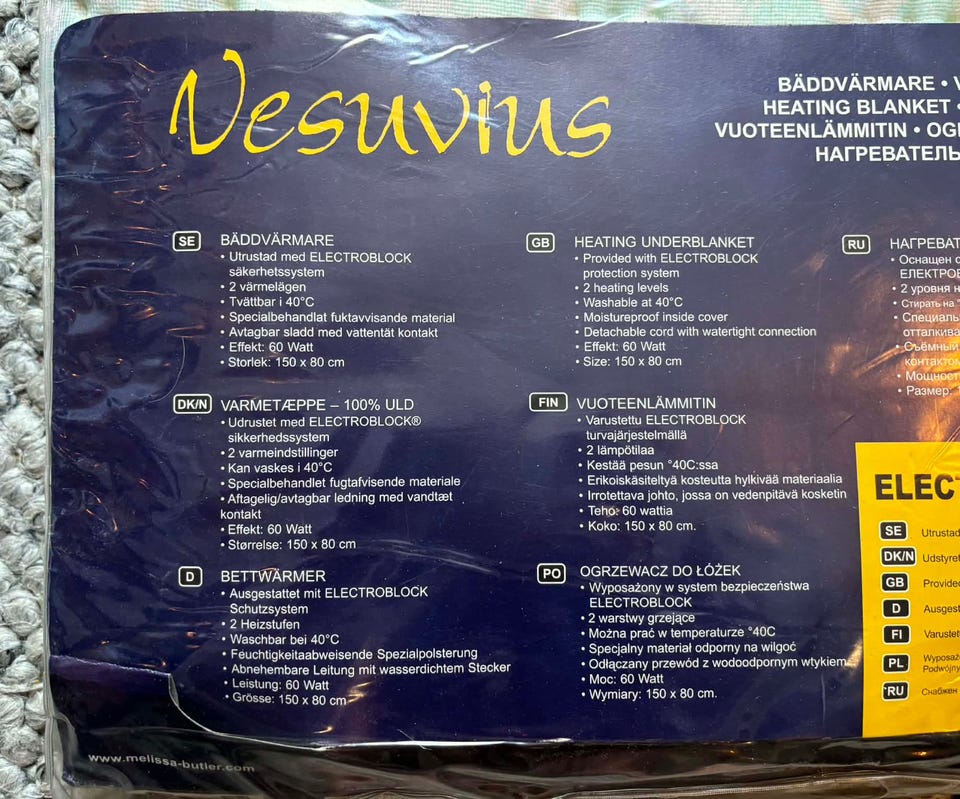 Vesuvius
BÄDDVÄRMARE •
HEATING BLANKET •
VUOTEENLÄMMITIN •
SE
BÄDDVÄRMARE
• Utrustad med ELECTROBLOCK
säkerhetssystem
• 2 värmelägen
• Tvättbar i 40°C
• Specialbehandlat fuktavvisande material
• Avtagbar sladd med vattentät kontakt
• Effekt: 60 Watt
• Storlek: 150 x 80 cm
GB
HEATING UNDERBLANKET
• Provided with ELECTROBLOCK
protection system
• 2 heating levels
• Washable at 40°C
• Moistureproof inside cover
• Detachable cord with watertight connection
• Effekt: 60 Watt
• Size: 150 x 80 cm
RU
• Оснащен
• 2 уровня
• Стирать на
•
• Съёмный
•
•
• Размер:
DK/N
VARMETÆPPE – 100% ULD
• Udrustet med ELECTROBLOCK®
sikkerhedssystem
• 2 varmeindstillinger
• Kan vaskes i 40°C
• Specialbehandlet fugtafvisende materiale
• Aftagelig/avtagbar ledning med vandtæt
kontakt
• Effekt: 60 Watt
• Størrelse: 150 x 80 cm
FIN
VUOTEENLÄMMITIN
• Varustettu ELECTROBLOCK
turvajärjestelmällä
• 2 lämpötilaa
• Kestää pesun °40C:ssa
• Erikoiskäsiteltyä kosteutta hylkivää materiaalia
• Irrotettava johto, jossa on vedenpitävä kosketin
• Teho: 60 wattia
• Koko: 150 x 80 cm.
D
BETTWÄRMER
• Ausgestattet mit ELECTROBLOCK
Schutzsystem
• 2 Heizstufen
• Waschbar bei 40°C
• Feuchtigkeitaabweisende Spezialpolsterung
• Abnehembare Leitung mit wasserdichtem Stecker
• Leistung: 60 Watt
• Grösse: 150 x 80 cm
PO
OGRZEWACZ DO ŁÓŻEK
• Wyposażony w system bezpieczeństwa
ELECTROBLOCK
• 2 warstwy grzejące
• Można prać w temperaturze °40C
• Specjalny materiał odporny na wilgoć
• Odłączany przewód z wodoodpornym wtykiem
• Moc: 60 Watt
• Wymiary: 150 x 80 cm.
ELEC
SE
DK/N
GB
D
FI
PL
Podwójny
RU
Снабжен
www.melissa-butler.com